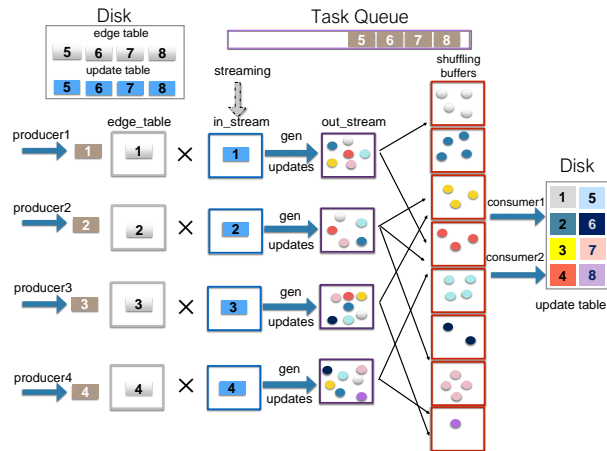 Disk
edge table
5 6 7 8
update table
5 6 7 8
Task Queue
5 6 7 8
streaming
shuffling
buffers
edge_table
in_stream
gen
out_stream
producer1
1
1
×
1
updates
producer2
2
2
×
2
gen
updates
producer3
3
3
×
3
gen
updates
producer4
4
4
×
4
gen
updates
consumer1
consumer2
Disk
1 5
2 6
3 7
4 8
update table